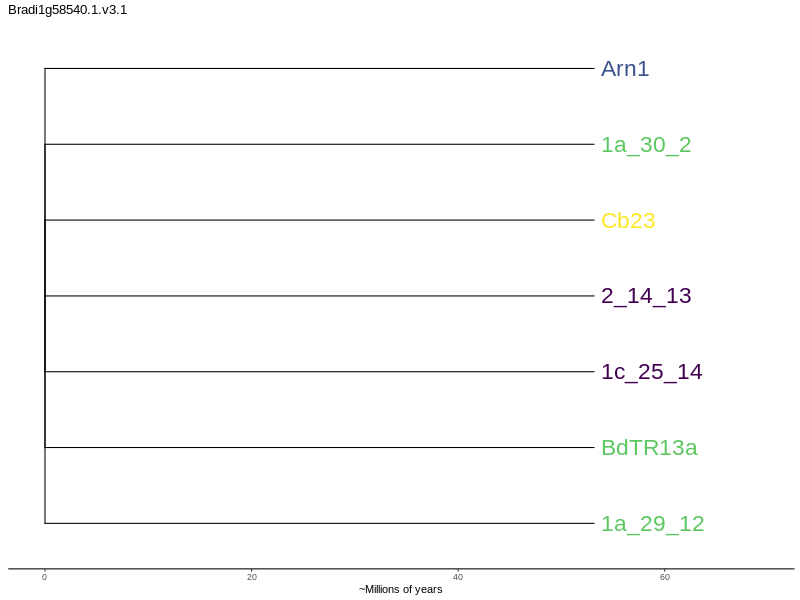 Bradi1g58540.1.v3.1
Arn1
1a_30_2
Cb23
2_14_13
1c_25_14
BdTR13a
1a_29_12
0 20 40 60
~Millions of years